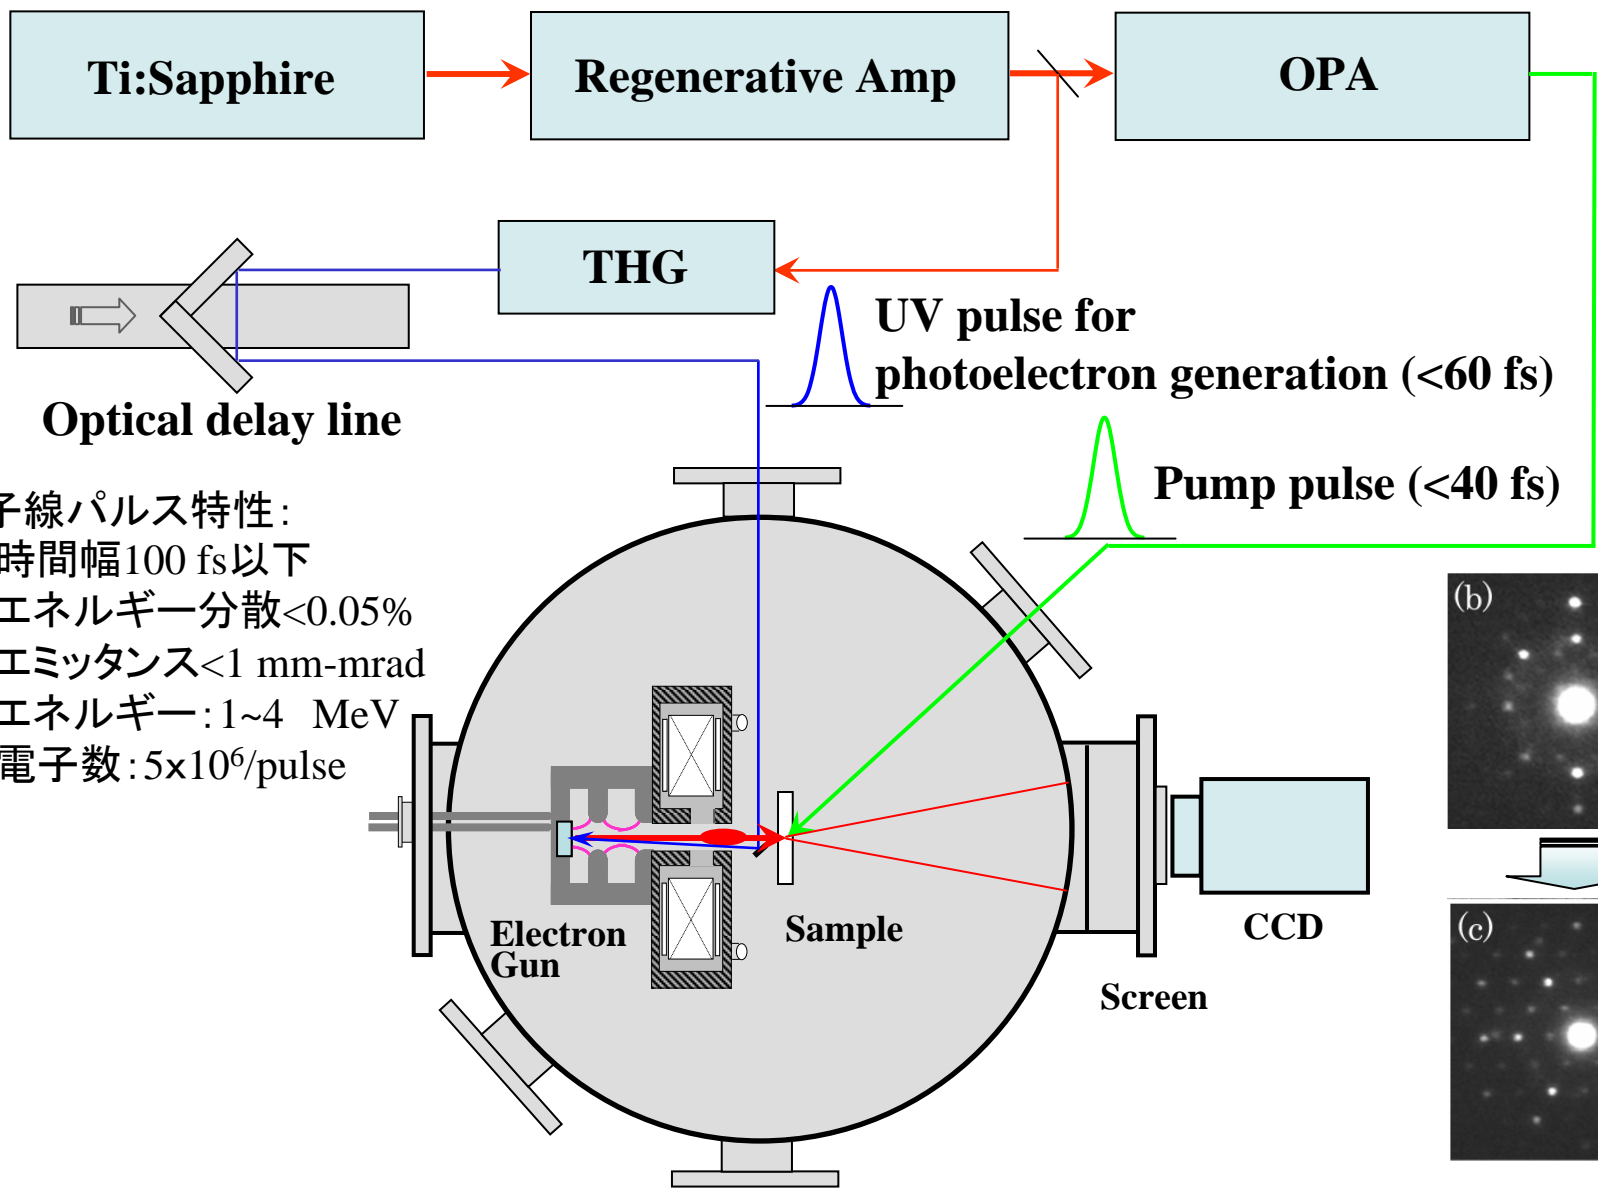 Ti:Sapphire
Regenerative Amp
OPA
THG
UV pulse for
photoelectron generation (<60 fs)
Optical delay line
Pump pulse (<40 fs)
子線パルス特性:
時間幅100 fs以下
エネルギー分散<0.05%
エミッタンス<1 mm-mrad
エネルギー:1~4 MeV
電子数:5x10⁶/pulse
(b)
Electron
Gun
Sample
CCD
Screen
(c)